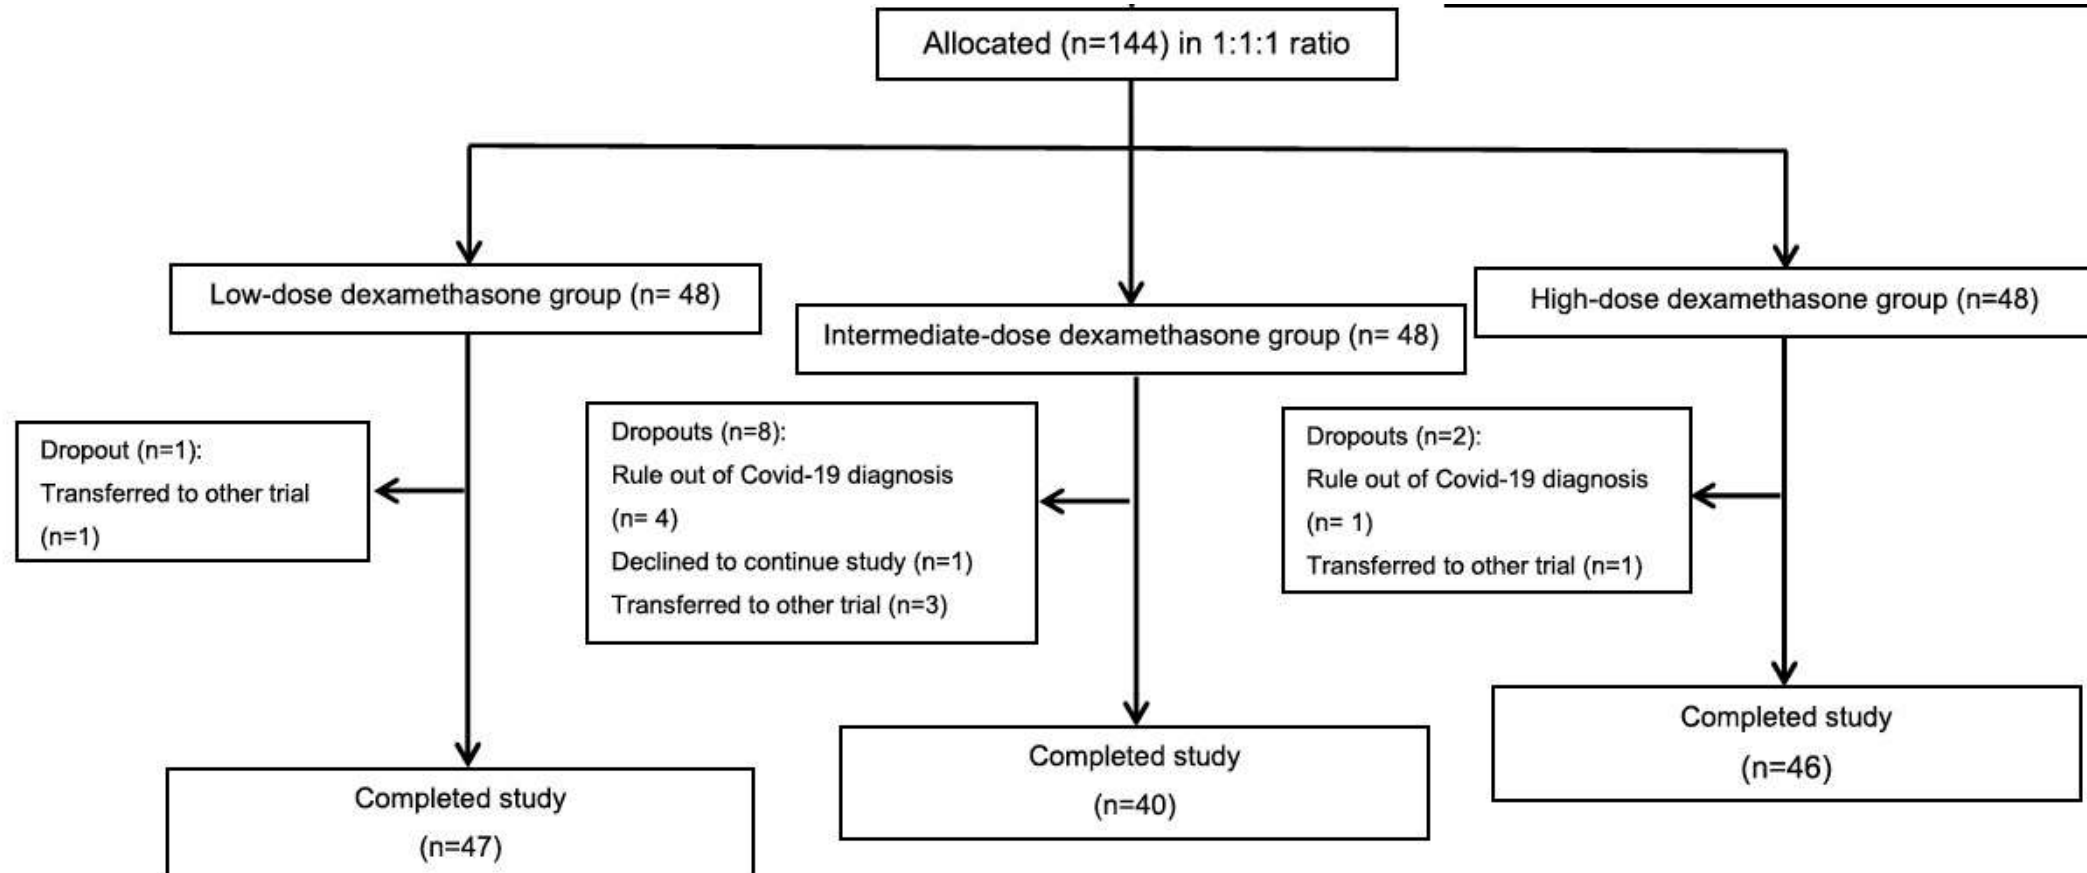 Allocated (n=144) in 1:1:1 ratio
Low-dose dexamethasone group (n= 48)
Intermediate-dose dexamethasone group (n= 48)
High-dose dexamethasone group (n=48)
Dropout (n=1):
Transferred to other trial
(n=1)
Dropouts (n=8):
Rule out of Covid-19 diagnosis
(n= 4)
Declined to continue study (n=1)
Transferred to other trial (n=3)
Dropouts (n=2):
Rule out of Covid-19 diagnosis
(n= 1)
Transferred to other trial (n=1)
Completed study
(n=47)
Completed study
(n=40)
Completed study
(n=46)